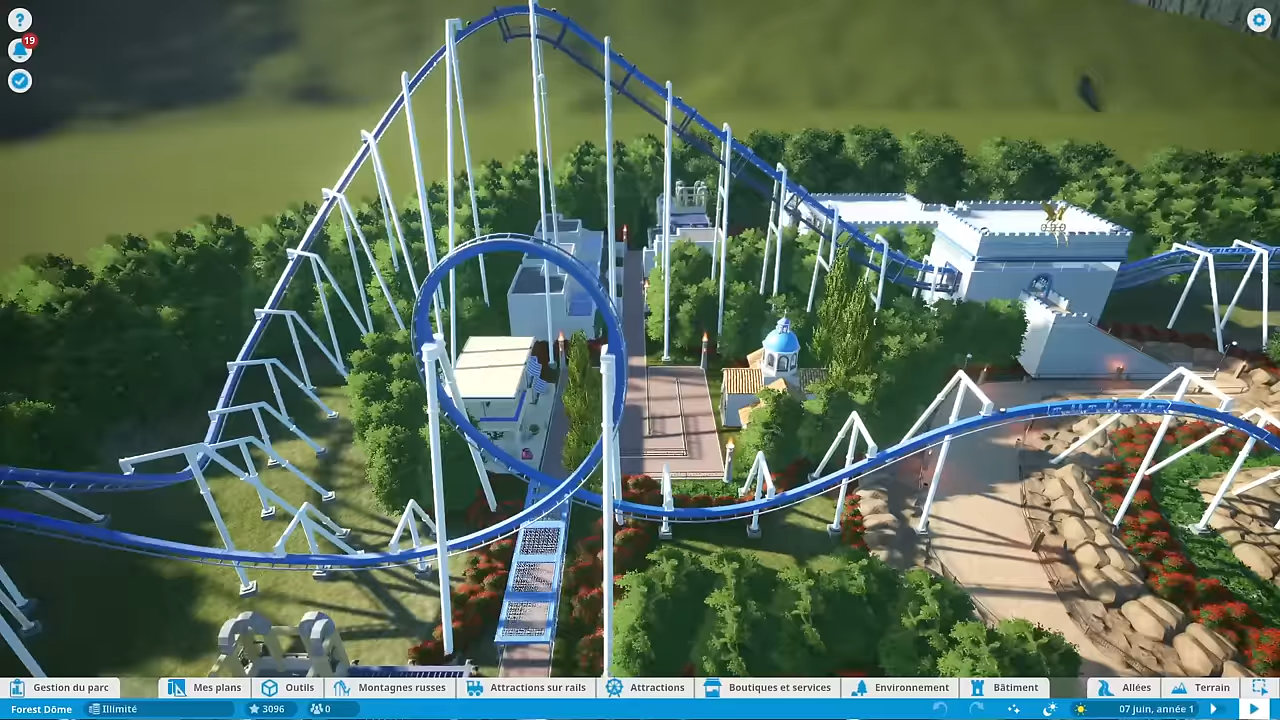 ?
19
Gestion du parc
Mes plans
Outils
Montagnes russes
Attractions sur rails
Attractions
Boutiques et services
Environnement
Bâtiment
Allées
Terrain
Forest Dôme
Illimité
3096
0
07 juin, année 1